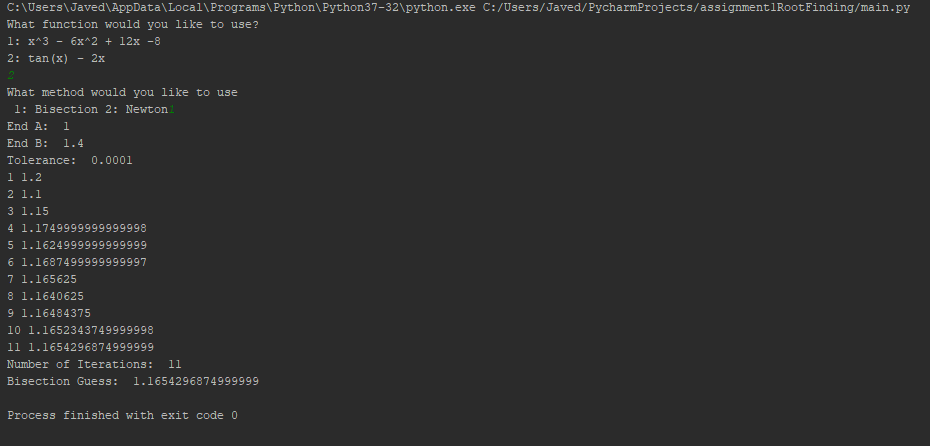 C:\Users\Javed\AppData\Local\Programs\Python\Python37-32\python.exe C:/Users/Javed/PycharmProjects/assignment1RootFinding/main.py
What function would you like to use?
1: x^3 - 6x^2 + 12x -8
2: tan(x) - 2x
2
What method would you like to use
 1: Bisection 2: Newton1
End A:  1
End B:  1.4
Tolerance:  0.0001
1 1.2
2 1.1
3 1.15
4 1.1749999999999998
5 1.1624999999999999
6 1.1687499999999997
7 1.165625
8 1.1640625
9 1.16484375
10 1.1652343749999998
11 1.1654296874999999
Number of Iterations:  11
Bisection Guess:  1.1654296874999999
Process finished with exit code 0